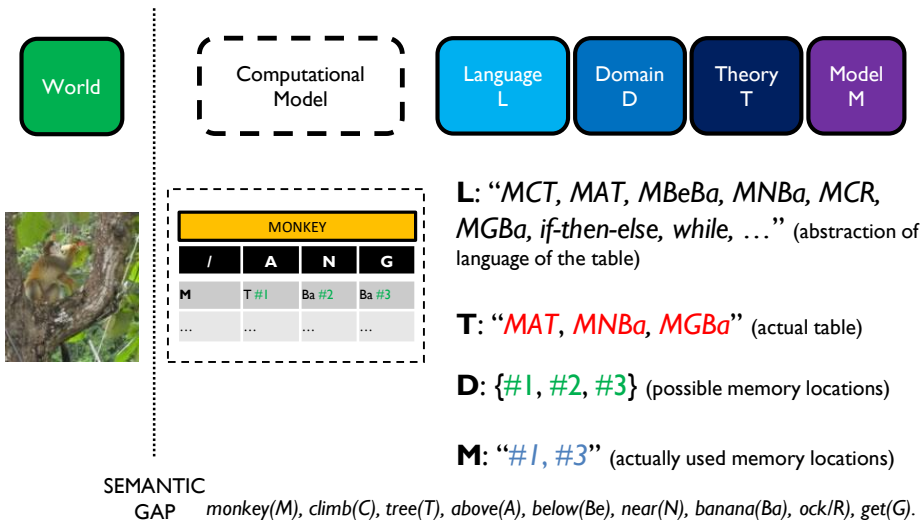 World
Computational
Model
Language
L
Domain
D
Theory
T
Model
M
MONKEY
/ A N G
M T #1 Ba #2 Ba #3
... ... ... ...
L: “MCT, MAT, MBeBa, MNBa, MCR,
MGBa, if-then-else, while, …” (abstraction of
language of the table)
T: “MAT, MNBa, MGBa” (actual table)
D: {#1, #2, #3} (possible memory locations)
M: “#1, #3” (actually used memory locations)
SEMANTIC
GAP
monkey(M), climb(C), tree(T), above(A), below(Be), near(N), banana(Ba), ock/R), get(G).